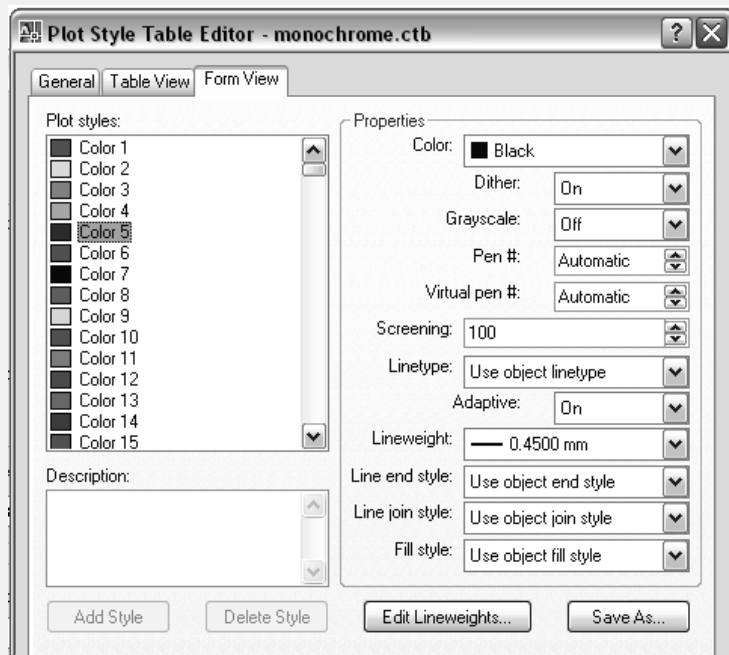 Plot Style Table Editor - monochrome.ctb
General Table View Form View
Plot styles:
Color 1
Color 2
Color 3
Color 4
Color 5
Color 6
Color 7
Color 8
Color 9
Color 10
Color 11
Color 12
Color 13
Color 14
Color 15
Description:
Add Style Delete Style
Properties
Color: Black
Dither: On
Grayscale: Off
Pen #: Automatic
Virtual pen #: Automatic
Screening: 100
Linetype: Use object linetype
Adaptive: On
Lineweight: 0.4500 mm
Line end style: Use object end style
Line join style: Use object join style
Fill style: Use object fill style
Edit Lineweights... Save As...